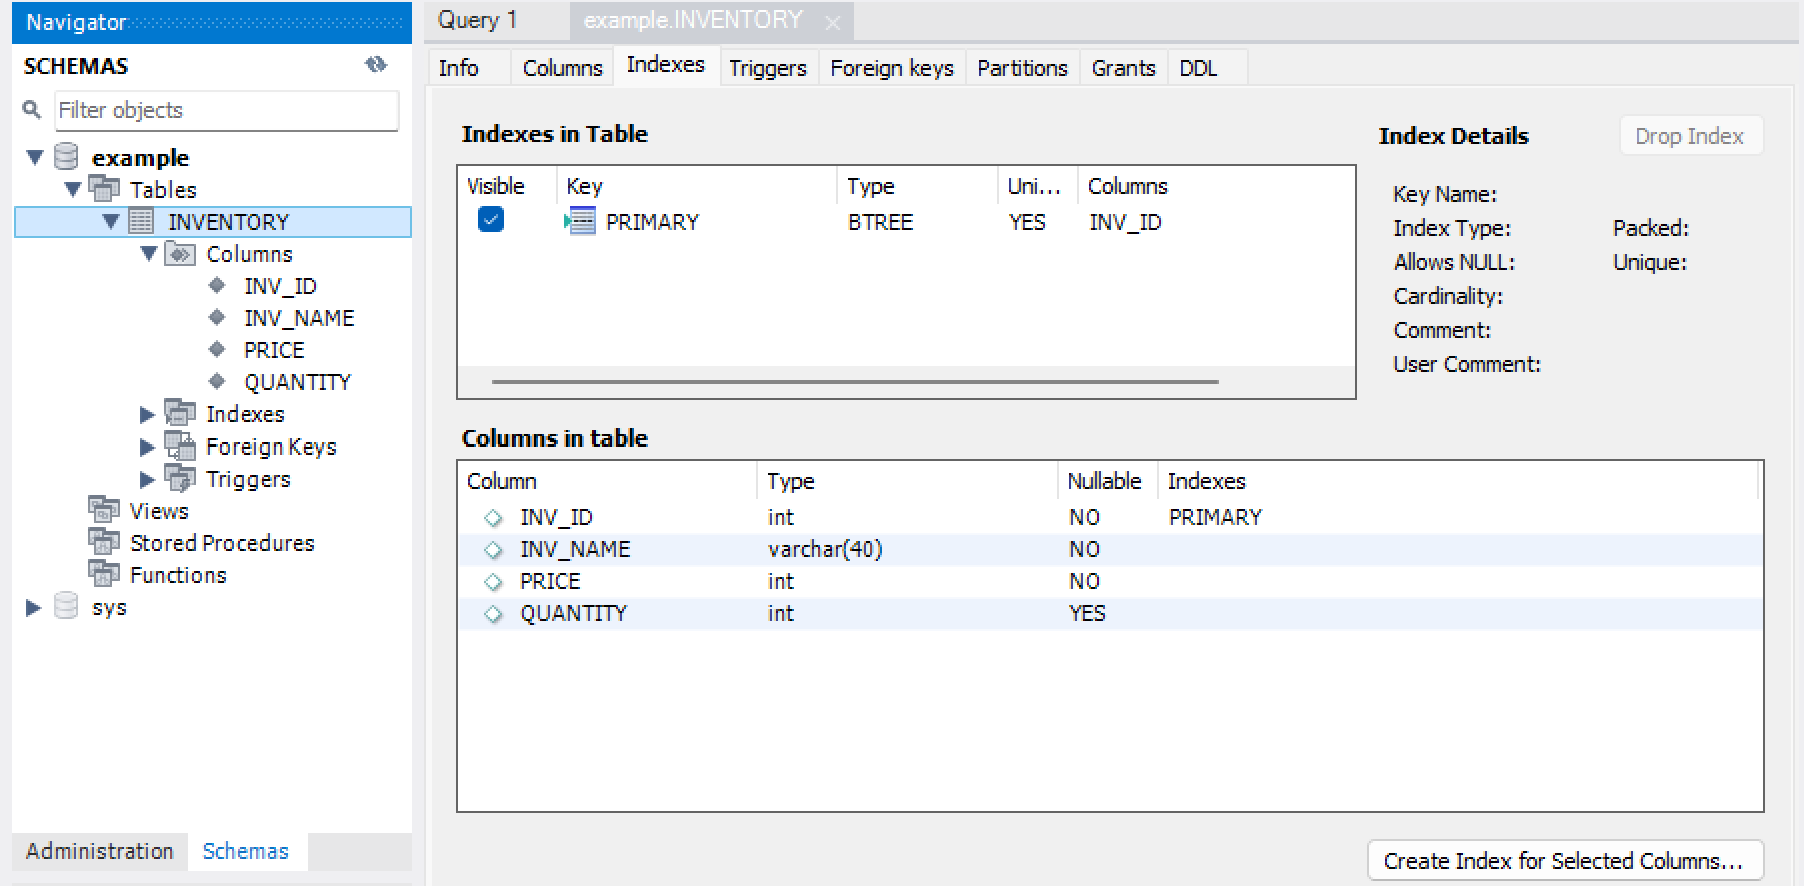 Navigator
SCHEMAS
Filter objects
example
Tables
INVENTORY
Columns
INV_ID
INV_NAME
PRICE
QUANTITY
Indexes
Foreign Keys
Triggers
Views
Stored Procedures
Functions
sys
Administration Schemas
Query 1 example.INVENTORY
Info Columns Indexes Triggers Foreign keys Partitions Grants DDL
Indexes in Table
Visible Key Type Uni... Columns
PRIMARY BTREE YES INV_ID
Index Details Drop Index
Key Name:
Index Type: Packed:
Allows NULL: Unique:
Cardinality:
Comment:
User Comment:
Columns in table
Column Type Nullable Indexes
INV_ID int NO PRIMARY
INV_NAME varchar(40) NO
PRICE int NO
QUANTITY int YES
Create Index for Selected Columns...